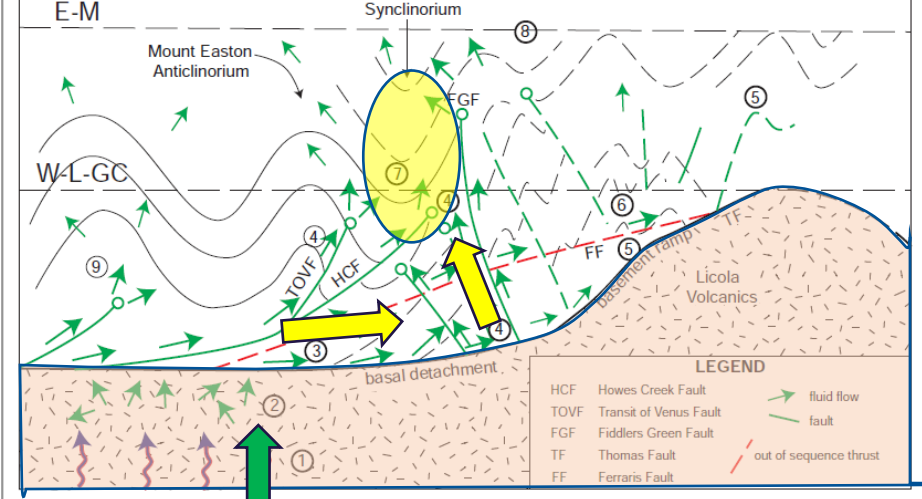 Synclinorium
E-M
8
Mount Easton
Anticlinorium
FGF
5
W-L-GC
7
4
6
4
TF
5
FF
9
TOVF
HCF
basement ramp
Licola
Volcanics
4
3
basal detachment
LEGEND
HCF Howes Creek Fault
fluid flow
TOVF Transit of Venus Fault
fault
FGF Fiddlers Green Fault
TF Thomas Fault
out of sequence thrust
FF Ferraris Fault
2
1